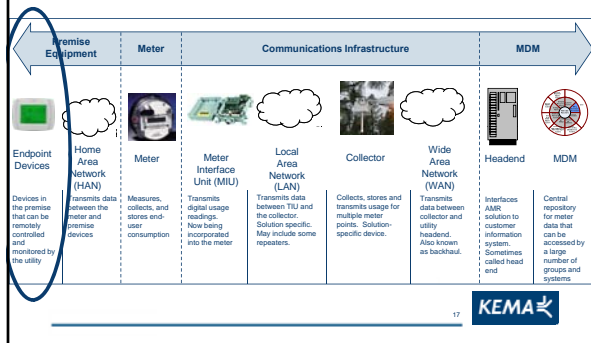 Premise
Equipment
Meter
Communications Infrastructure
MDM
Endpoint
Devices
Home
Area
Network
(HAN)
Meter
Meter
Interface
Unit (MIU)
Local
Area
Network
(LAN)
Collector
Wide
Area
Network
(WAN)
Headend
MDM
Devices in
the premise
that can be
remotely
controlled
and
monitored by
the utility
Transmits data
between the
meter and
premise
devices
Measures,
collects, and
stores end-
user
consumption
Transmits
digital usage
readings.
Now being
incorporated
into the meter
Transmits data
between TIU and
the collector.
Solution specific.
May include some
repeaters.
Collects, stores and
transmits usage for
multiple meter
points. Solution-
specific device.
Transmits
data between
collector and
utility
headend.
Also known
as backhaul.
Interfaces
AMR
solution to
customer
information
system.
Sometimes
called head
end
Central
repository
for meter
data that
can be
accessed by
a large
number of
groups and
systems
17
KEMA